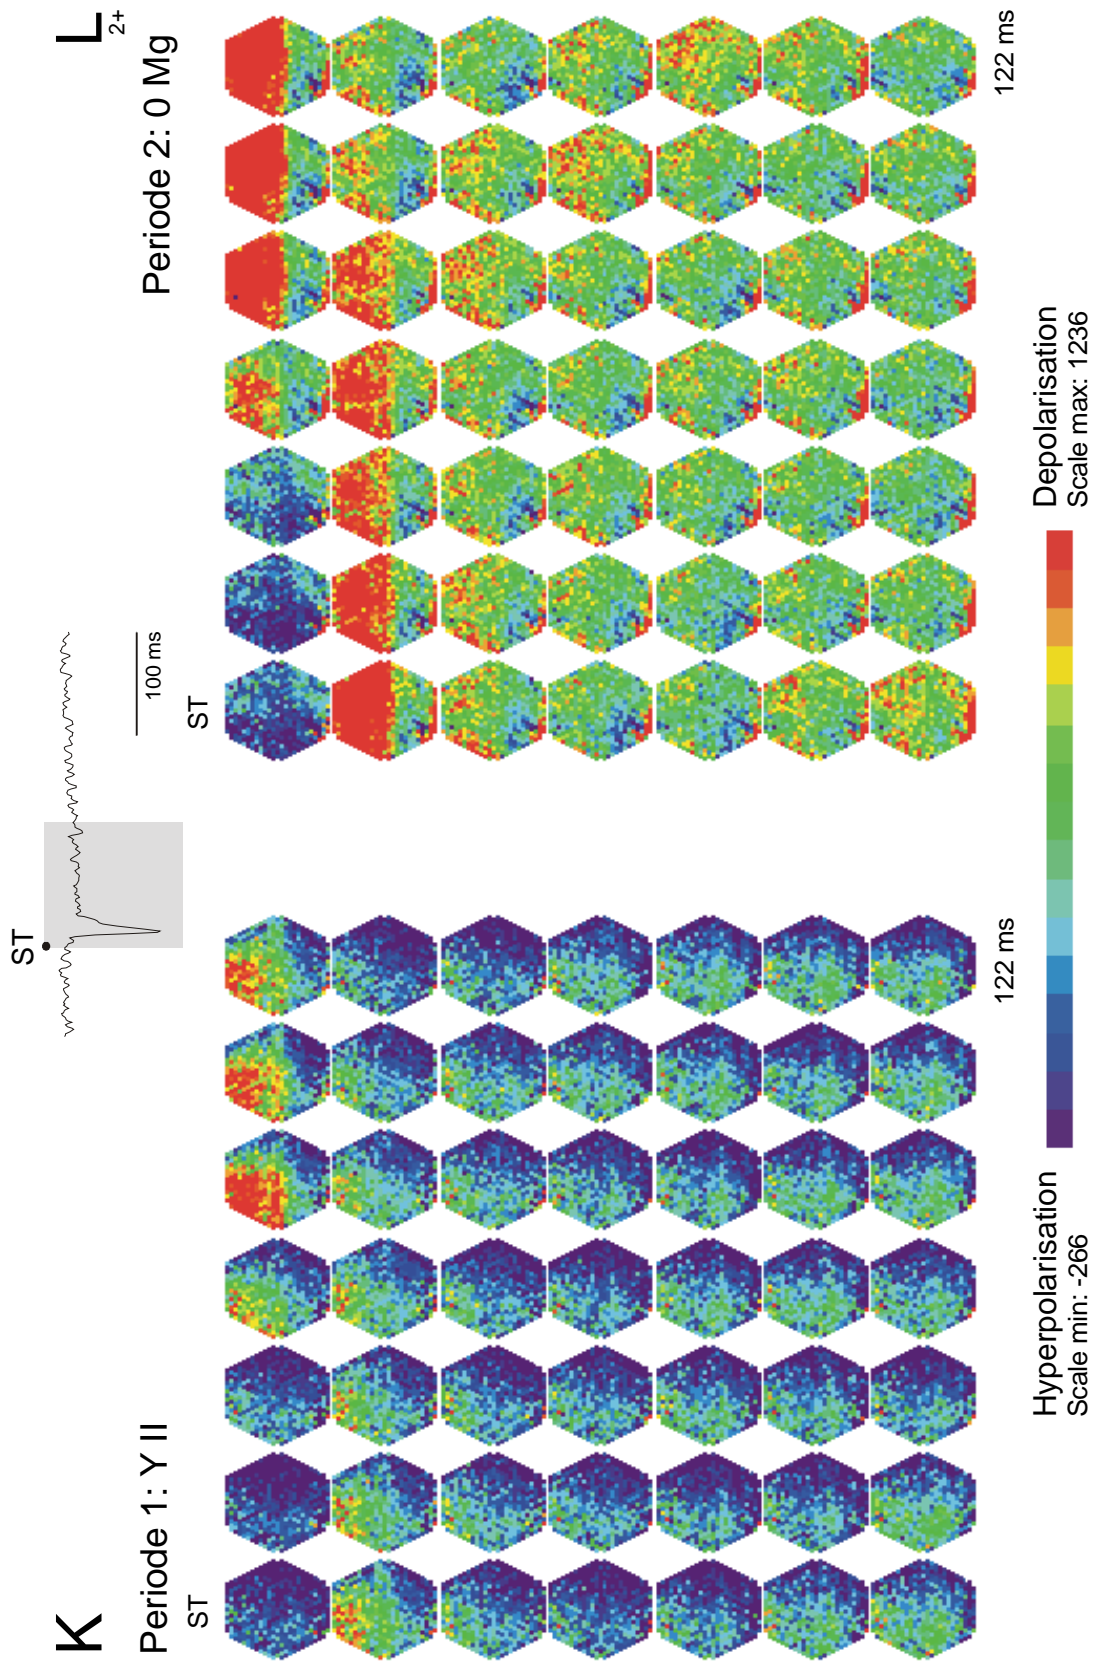 K
Periode 1: Y II
ST
122 ms
ST
100 ms
L
Periode 2: 0 Mg2+
ST
122 ms
Hyperpolarisation
Scale min: -266
Depolarisation
Scale max: 1236